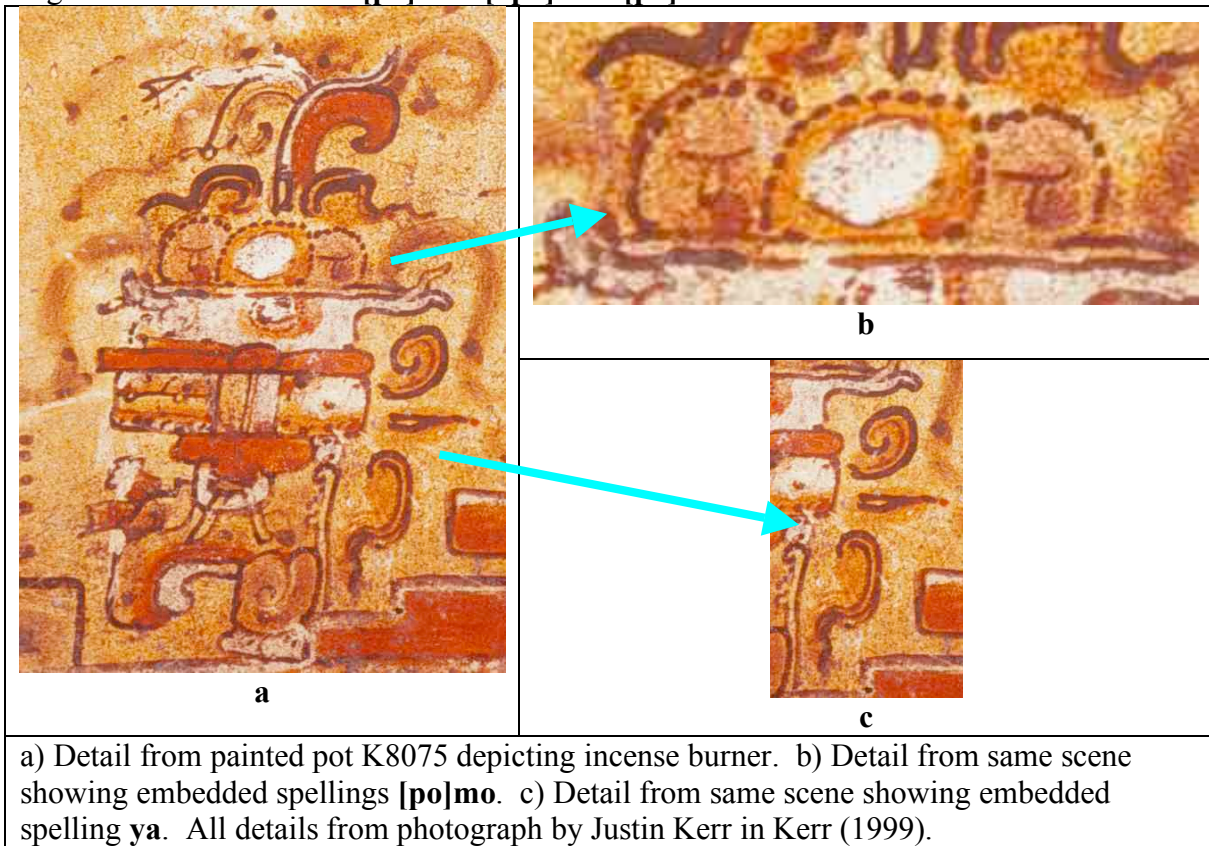 b
a
c
a) Detail from painted pot K8075 depicting incense burner. b) Detail from same scene
showing embedded spellings [po]mo. c) Detail from same scene showing embedded
spelling ya. All details from photograph by Justin Kerr in Kerr (1999).